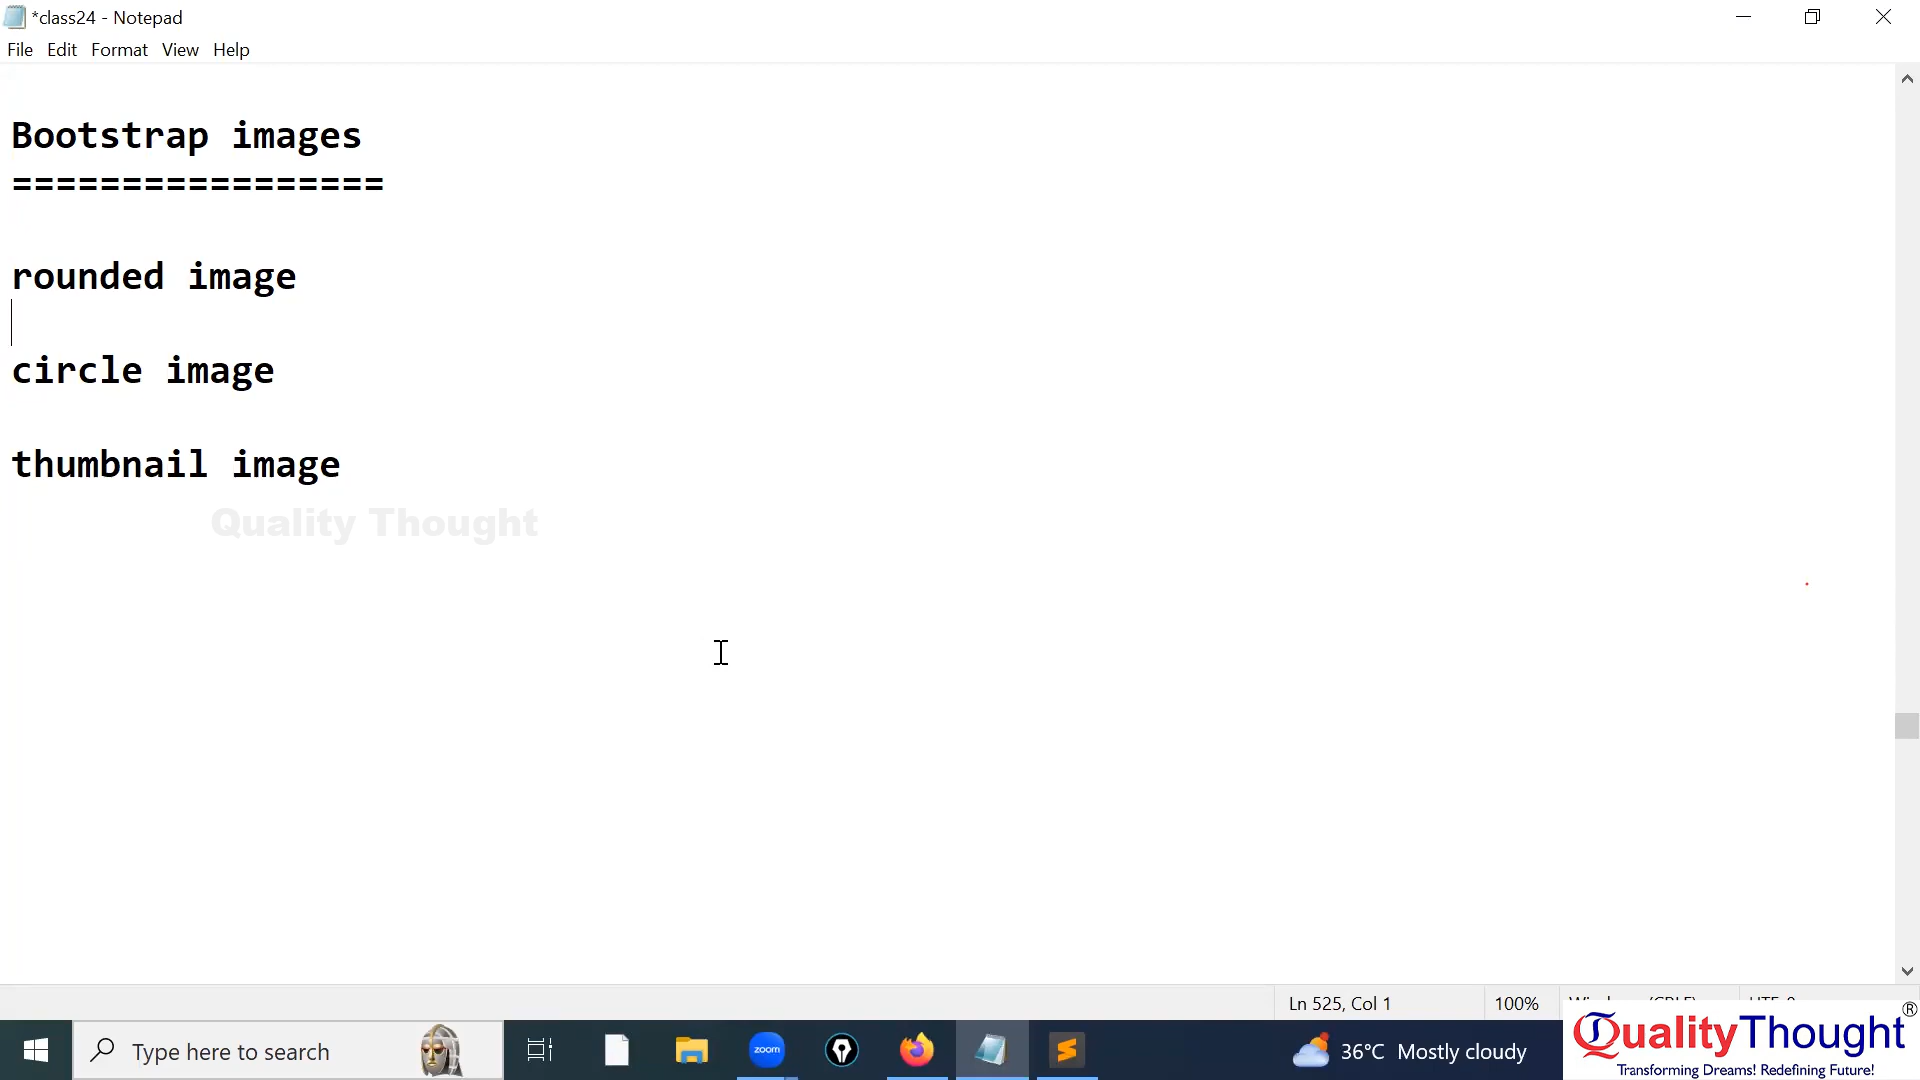 *class24 - Notepad
File Edit Format View Help
Bootstrap images
=================
rounded image
circle image
thumbnail image
Quality Thought
Ln 525, Col 1
100%
Type here to search
zoom
36°C Mostly cloudy
QualityThought®
Transforming Dreams! Redefining Future!